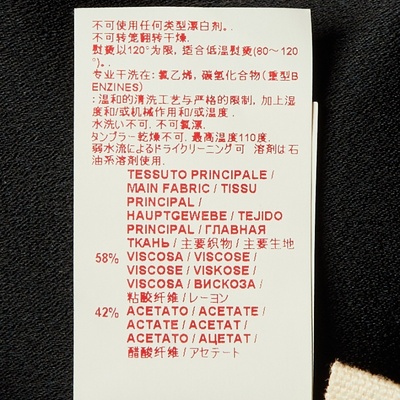 不可使用任何类型漂白剂。.
不可转笼翻转干燥.
熨烫以120°为限, 适合低温熨烫(80～120
°)。.
专业干洗在: 氯乙烯, 碳氢化合物 (重型B
ENZINES)
: 温和的清洗工艺与严格的限制, 加上湿
度和/或机械作用和/或温度.
水洗い不可. 不可氯漂.
タンブラー乾燥不可. 最高温度110度.
弱水流によるドライクリーニング可 溶剤は石
油系溶剤使用.
TESSUTO PRINCIPALE /
MAIN FABRIC / TISSU
PRINCIPAL /
HAUPTGEWEBE / TEJIDO
PRINCIPAL / ГЛАВНАЯ
ТКАНЬ / 主要织物 / 主要生地
58% VISCOSA / VISCOSE /
VISCOSE / VISKOSE /
VISCOSA / ВИСКОЗА /
粘胶纤维 / レーヨン
42% ACETATO / ACETATE /
ACTATE / ACETAT /
ACETATO / АЦЕТАТ /
醋酸纤维 / アセテート